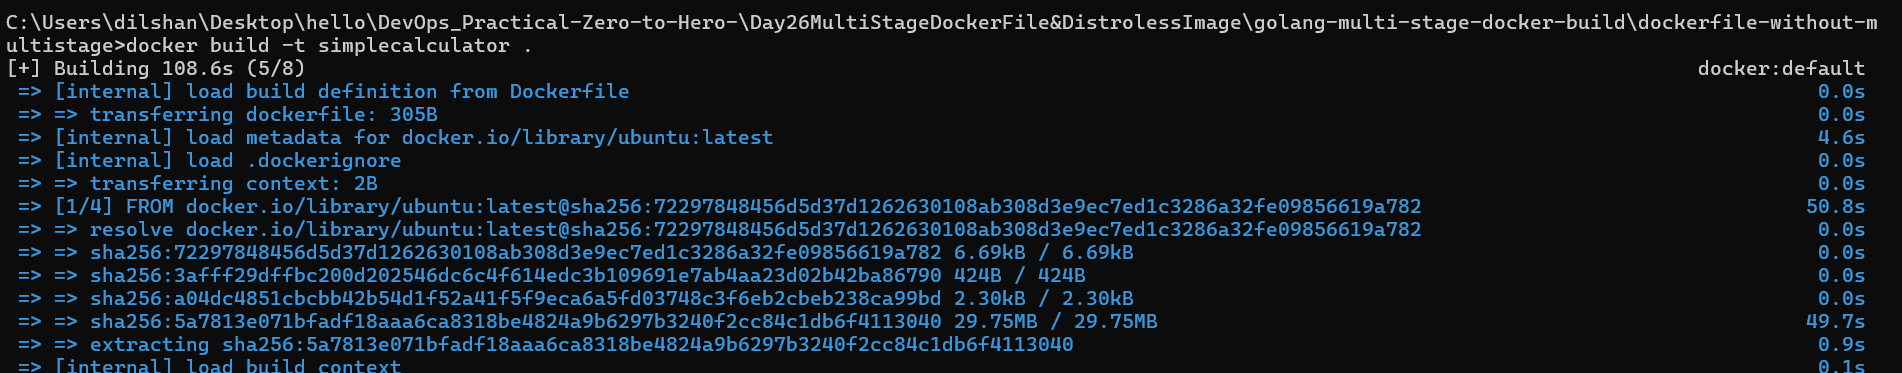 C:\Users\dilshan\Desktop\hello\DevOps_Practical-Zero-to-Hero-\Day26MultiStageDockerFile&DistrolessImage\golang-multi-stage-docker-build\dockerfile-without-m
ultistage>docker build -t simplecalculator .
[+] Building 108.6s (5/8) docker:default
=> [internal] load build definition from Dockerfile 0.0s
=> => transferring dockerfile: 305B 0.0s
=> [internal] load metadata for docker.io/library/ubuntu:latest 4.6s
=> [internal] load .dockerignore 0.0s
=> => transferring context: 2B 0.0s
=> [1/4] FROM docker.io/library/ubuntu:latest@sha256:72297848456d5d37d1262630108ab308d3e9ec7ed1c3286a32fe09856619a782 50.8s
=> => resolve docker.io/library/ubuntu:latest@sha256:72297848456d5d37d1262630108ab308d3e9ec7ed1c3286a32fe09856619a782 0.0s
=> => sha256:72297848456d5d37d1262630108ab308d3e9ec7ed1c3286a32fe09856619a782 6.69kB / 6.69kB 0.0s
=> => sha256:3afff29dffbc200d202546dc6c4f614edc3b109691e7ab4aa23d02b42ba86790 424B / 424B 0.0s
=> => sha256:a04dc4851cbcbb42b54d1f52a41f5f9eca6a5fd03748c3f6eb2cbeb238ca99bd 2.30kB / 2.30kB 0.0s
=> => sha256:5a7813e071bfadf18aaa6ca8318be4824a9b6297b3240f2cc84c1db6f4113040 29.75MB / 29.75MB 49.7s
=> => extracting sha256:5a7813e071bfadf18aaa6ca8318be4824a9b6297b3240f2cc84c1db6f4113040 0.9s
=> [internal] load build context 0.1s